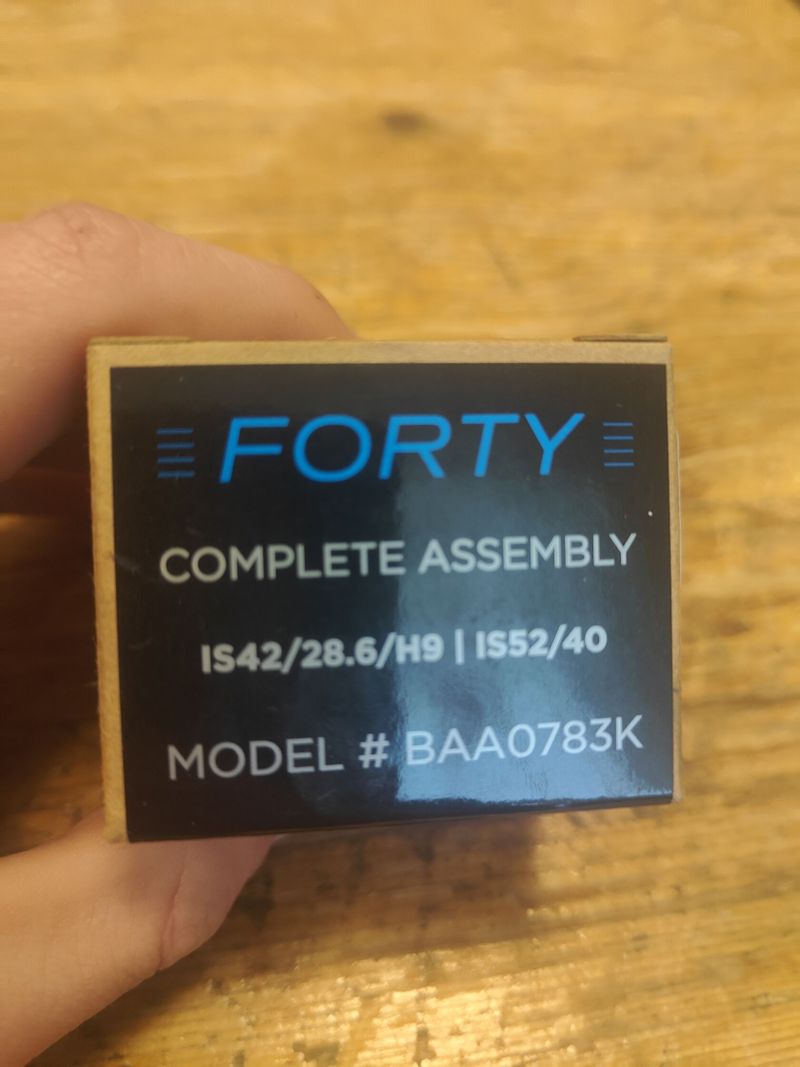 FORTY
COMPLETE ASSEMBLY
IS42/28.6/H9 | IS52/40
MODEL # BAA0783K